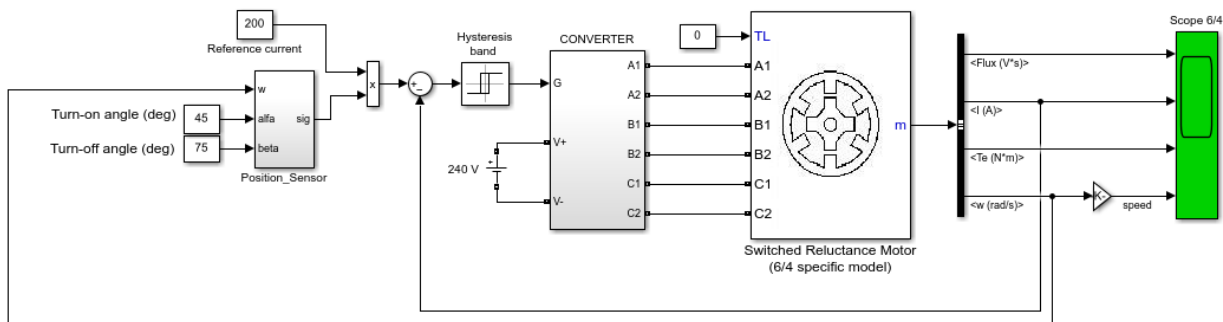 200
Reference current
Turn-on angle (deg)
45
Turn-off angle (deg)
75
w
alfa
beta
sig
Position_Sensor
x
+
-
Hysteresis
band
CONVERTER
G
V+
V-
240 V
A1
A2
B1
B2
C1
C2
0
TL
A1
A2
B1
B2
C1
C2
m
Switched Reluctance Motor
(6/4 specific model)
<Flux (V*s)>
<I (A)>
<Te (N*m)>
<w (rad/s)>
K-
speed
Scope 6/4